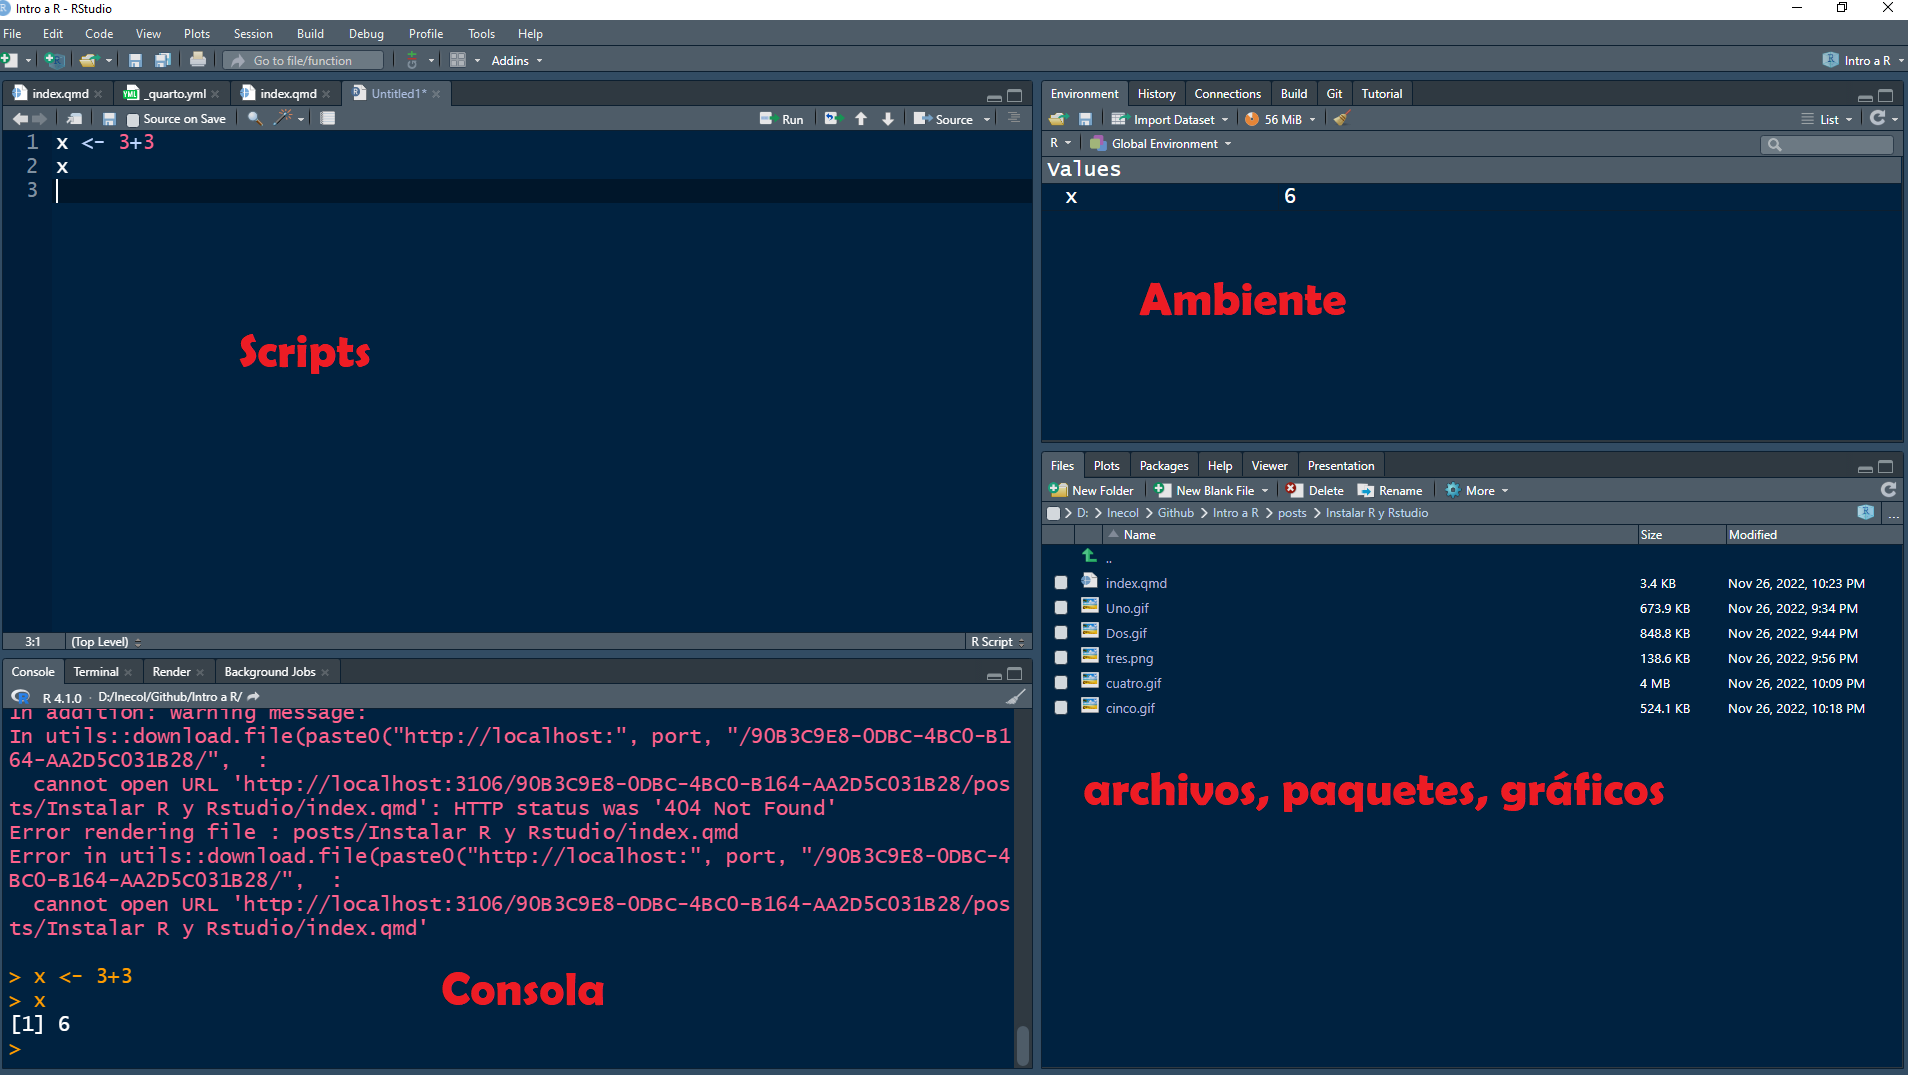 Intro a R - RStudio
File Edit Code View Plots Session Build Debug Profile Tools Help
Go to file/function Addins Intro a R
index.qmd _quarto.yml index.qmd Untitled1*
Source on Save Run Source
1 x <- 3+3
2 x
3
Scripts
3:1 (Top Level) R Script
Console Terminal Render Background Jobs
R 4.1.0 · D:/Inecol/Github/Intro a R/
In addition: Warning message:
In utils::download.file(paste0("http://localhost:", port, "/90B3C9E8-0DBC-4BC0-B1
64-AA2D5C031B28/",  :
  cannot open URL 'http://localhost:3106/90B3C9E8-0DBC-4BC0-B164-AA2D5C031B28/pos
ts/Instalar R y Rstudio/index.qmd': HTTP status was '404 Not Found'
Error rendering file : posts/Instalar R y Rstudio/index.qmd
Error in utils::download.file(paste0("http://localhost:", port, "/90B3C9E8-0DBC-4
BC0-B164-AA2D5C031B28/",  :
  cannot open URL 'http://localhost:3106/90B3C9E8-0DBC-4BC0-B164-AA2D5C031B28/pos
ts/Instalar R y Rstudio/index.qmd'
> x <- 3+3
> x
[1] 6
>
Consola
Environment History Connections Build Git Tutorial
Import Dataset 56 MiB List
R Global Environment
Values
x 6
Ambiente
Files Plots Packages Help Viewer Presentation
New Folder New Blank File Delete Rename More
D: > Inecol > Github > Intro a R > posts > Instalar R y Rstudio ...
Name Size Modified
..
index.qmd 3.4 KB Nov 26, 2022, 10:23 PM
Uno.gif 673.9 KB Nov 26, 2022, 9:34 PM
Dos.gif 848.8 KB Nov 26, 2022, 9:44 PM
tres.png 138.6 KB Nov 26, 2022, 9:56 PM
cuatro.gif 4 MB Nov 26, 2022, 10:09 PM
cinco.gif 524.1 KB Nov 26, 2022, 10:18 PM
archivos, paquetes, gráficos